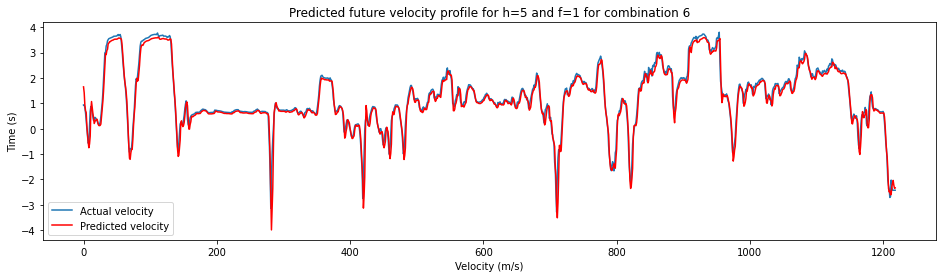 Predicted future velocity profile for h=5 and f=1 for combination 6
Time (s)
4
3
2
1
0
−1
−2
−3
−4
Actual velocity
Predicted velocity
0 200 400 600 800 1000 1200
Velocity (m/s)